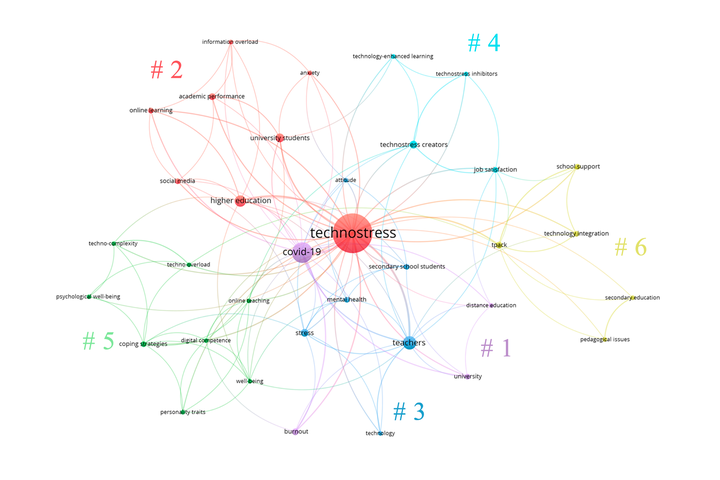 information overload
# 4
technology-enhanced learning
# 2
anxiety
technostress inhibitors
academic performance
online learning
university students
technostress creators
school support
job satisfaction
social media
attitude
higher education
technostress
technology integration
techno-complexity
tpack
# 6
covid-19
techno-overload
secondary school students
psychological well-being
online teaching
mental health
secondary education
distance education
stress
# 5
coping strategies
digital competence
teachers
# 1
pedagogical issues
well-being
university
personality traits
# 3
burnout
technology